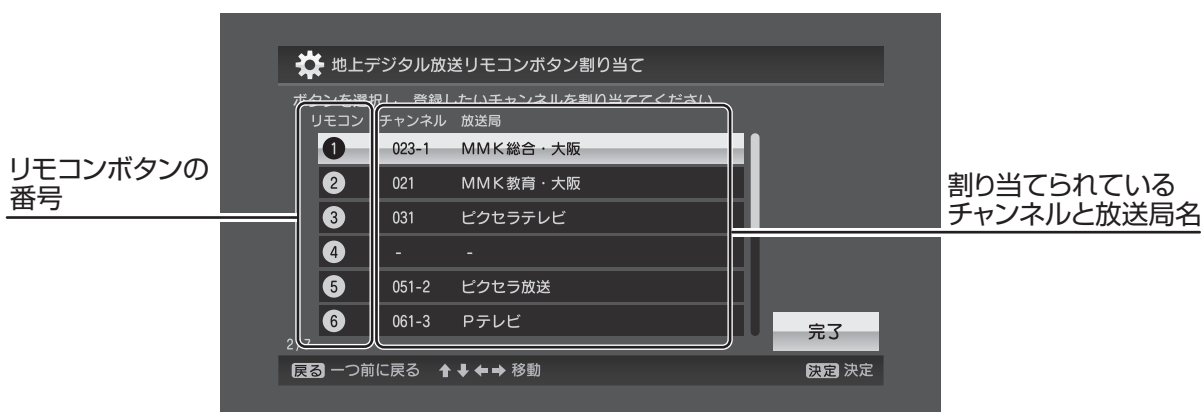 地上デジタル放送リモコンボタン割り当て
ボタンを選択し、登録したいチャンネルを割り当ててください
リモコン チャンネル 放送局
1 023-1 MMK総合・大阪
2 021 MMK教育・大阪
3 031 ピクセラテレビ
4 - -
5 051-2 ピクセラ放送
6 061-3 Pテレビ
完了
2/7
戻る 一つ前に戻る ↑↓←→ 移動 決定 決定
リモコンボタンの
番号
割り当てられている
チャンネルと放送局名